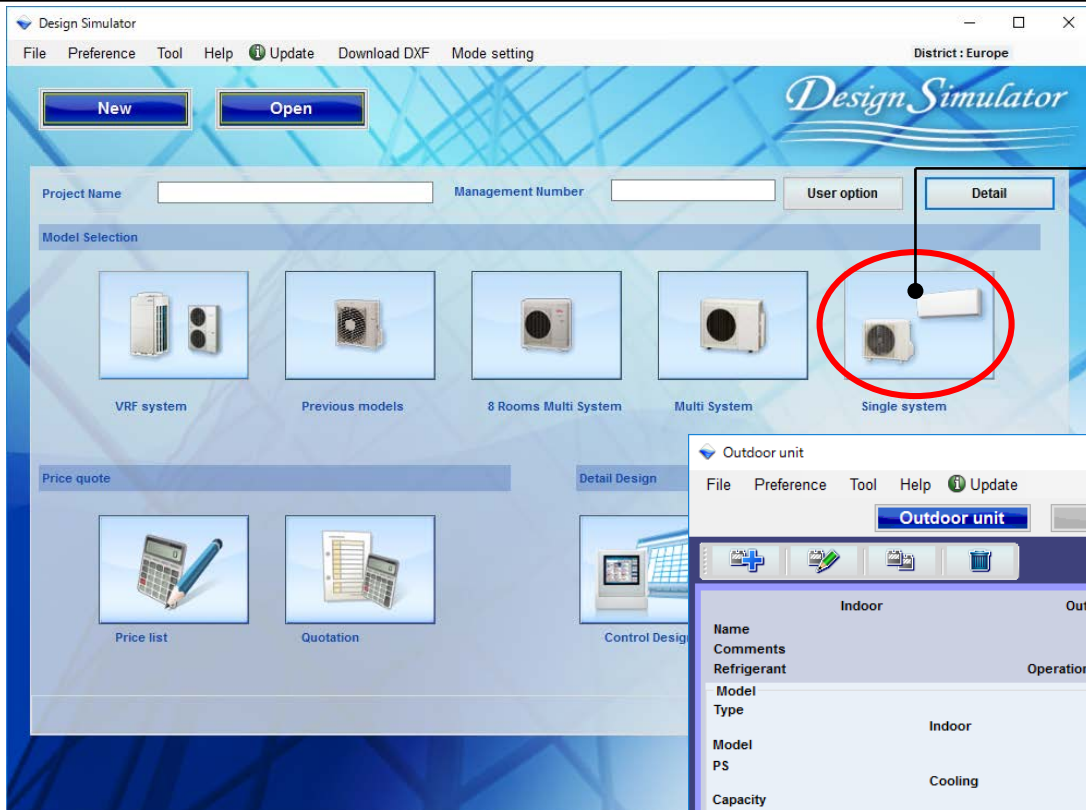 Design Simulator
File Preference Tool Help Update Download DXF Mode setting District : Europe
New Open Design Simulator
Project Name Management Number User option Detail
Model Selection
VRF system Previous models 8 Rooms Multi System Multi System Single system
Price quote Detail Design
Price list Quotation Control Desig
Outdoor unit
File Preference Tool Help Update
Outdoor unit
Indoor Out
Name
Comments
Refrigerant Operation
Model
Type
Indoor
Model
PS
Cooling
Capacity